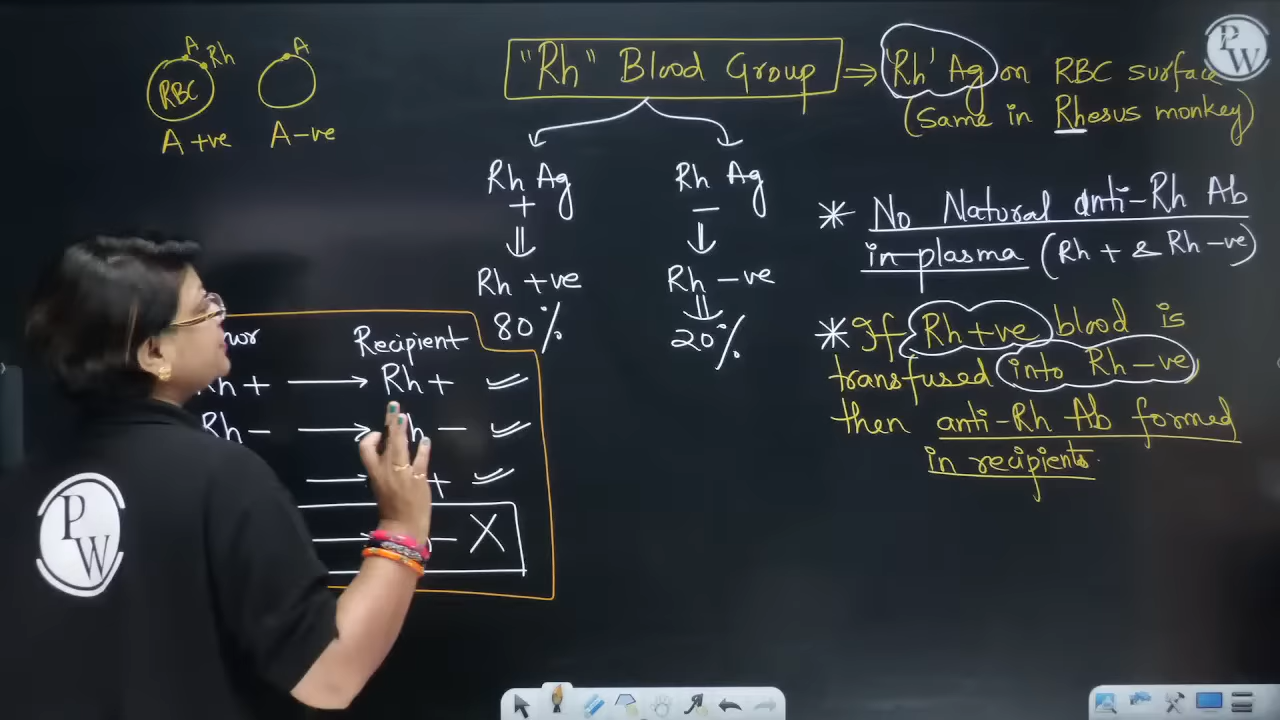 A
Rh
RBC
A +ve
A
A -ve
"Rh" Blood Group ⇒ 'Rh' Ag on RBC surface
(Same in Rhesus monkey)
Rh Ag
+
Rh +ve
80%
Rh Ag
-
Rh -ve
20%
* No Natural anti-Rh Ab
in plasma (Rh + & Rh -ve)
* If Rh+ve blood is
transfused into Rh -ve
then anti-Rh Ab formed
in recipients.
Recipient
Rh + → Rh + ✓
Rh - → Rh - ✓
→ + ✓
→ - X
PW
PW